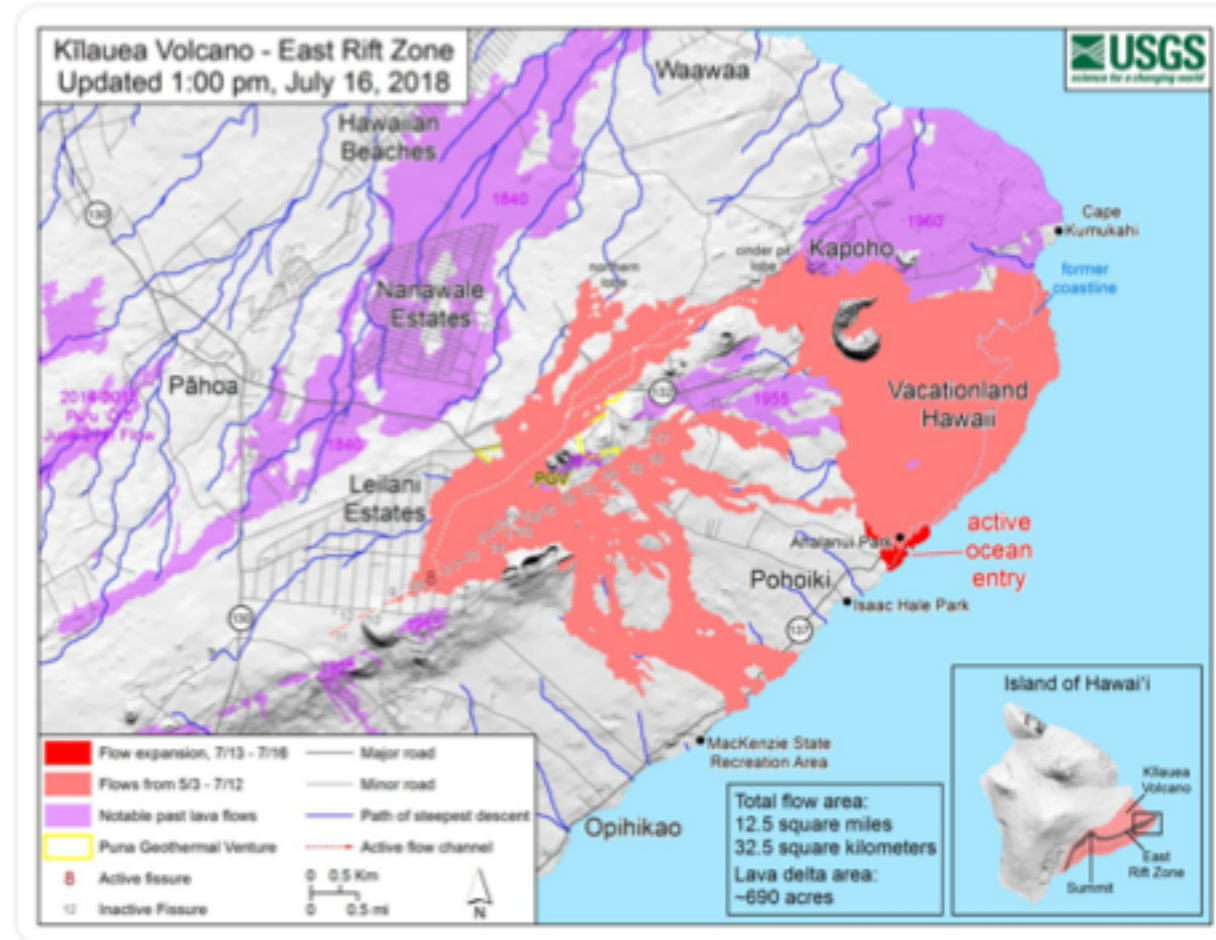 Kīlauea Volcano - East Rift Zone
Updated 1:00 pm, July 16, 2018
USGS
science for a changing world
Waawaa
Hawaiian
Beaches
130
1840
1960
Cape
Kumukahi
Kapoho
cinder pit
lobe
northern
lobe
former
coastline
Nanawale
Estates
Pāhoa
132
1955
Vacationland
Hawaii
June 27th Flow
1840
PGV
Leilani
Estates
active
ocean
entry
Ahalanui Park
Pohoiki
Isaac Hale Park
8
130
137
MacKenzie State
Recreation Area
Opihikao
Flow expansion, 7/13 - 7/16
Flows from 5/3 - 7/12
Notable past lava flows
Puna Geothermal Venture
8 Active fissure
12 Inactive Fissure
Major road
Minor road
Path of steepest descent
Active flow channel
0 0.5 Km
0 0.5 mi
N
Total flow area:
12.5 square miles
32.5 square kilometers
Lava delta area:
~690 acres
Island of Hawai'i
Kīlauea
Volcano
East
Rift Zone
Summit